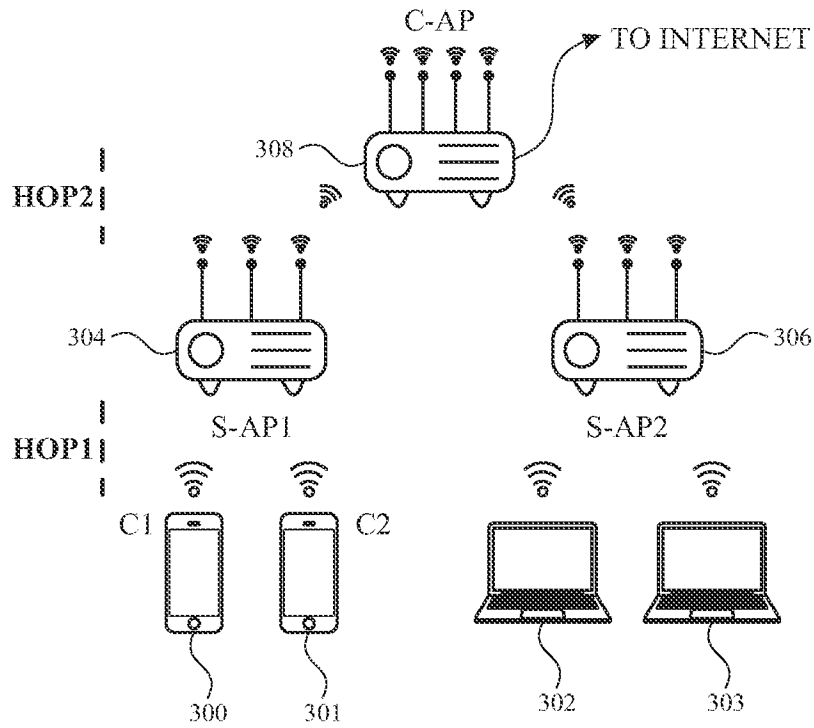 C-AP
TO INTERNET
308
HOP2
304
306
S-AP1
S-AP2
HOP1
C1
C2
300
301
302
303